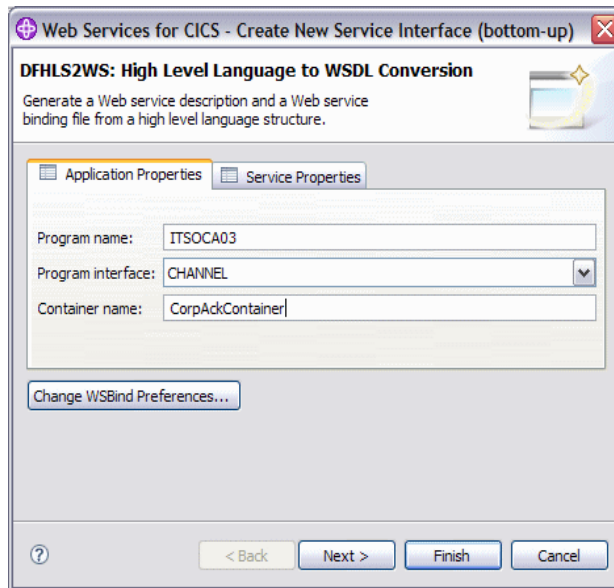 Web Services for CICS - Create New Service Interface (bottom-up)
DFHLS2WS: High Level Language to WSDL Conversion
Generate a Web service description and a Web service
binding file from a high level language structure.
Application Properties
Service Properties
Program name:
ITSOCA03
Program interface:
CHANNEL
Container name:
CorpAckContainer
Change WSBind Preferences...
?
< Back
Next >
Finish
Cancel